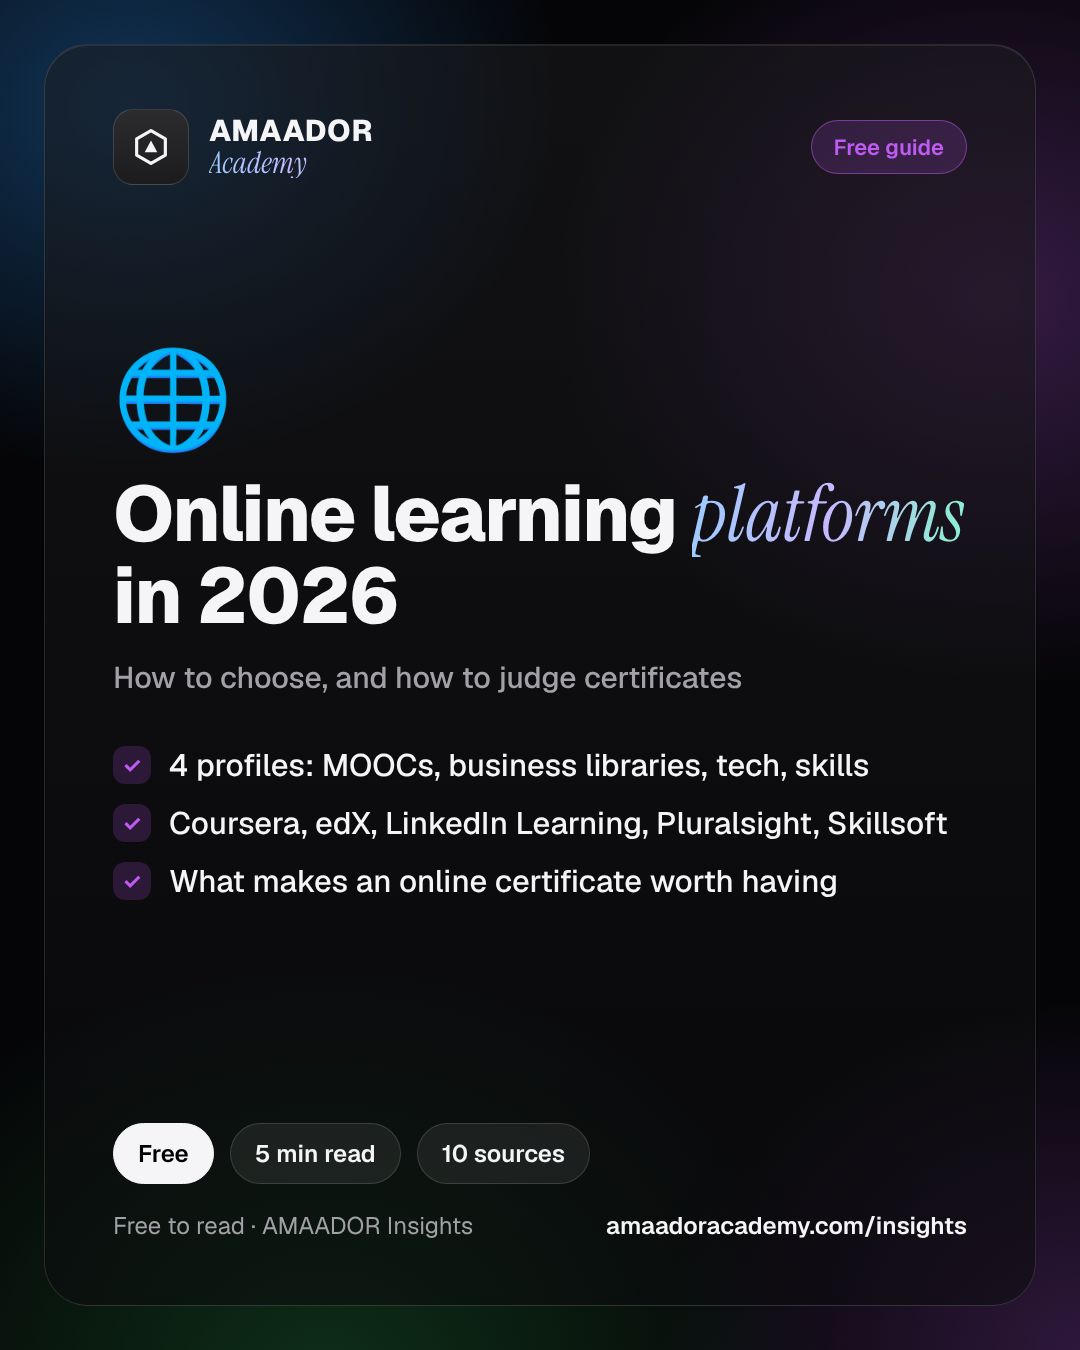 AMAADOR
Academy
Free guide
Online learning platforms
in 2026
How to choose, and how to judge certificates
4 profiles: MOOCs, business libraries, tech, skills
Coursera, edX, LinkedIn Learning, Pluralsight, Skillsoft
What makes an online certificate worth having
Free
5 min read
10 sources
Free to read · AMAADOR Insights
amaadoracademy.com/insights